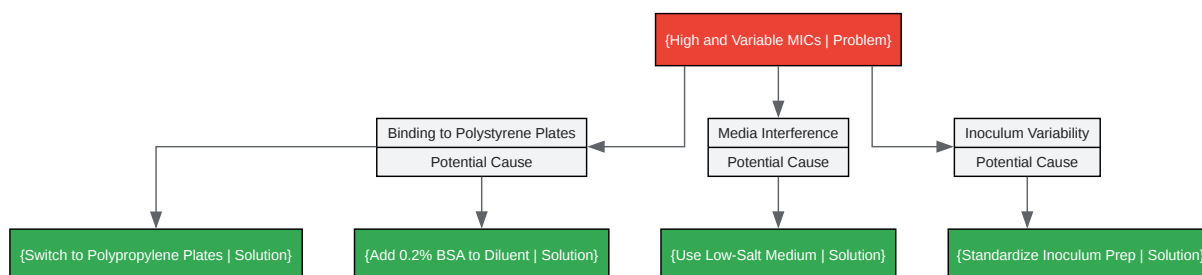 {High and Variable MICs | Problem}
Binding to Polystyrene Plates
Potential Cause
Media Interference
Potential Cause
Inoculum Variability
Potential Cause
{Switch to Polypropylene Plates | Solution}
{Add 0.2% BSA to Diluent | Solution}
{Use Low-Salt Medium | Solution}
{Standardize Inoculum Prep | Solution}